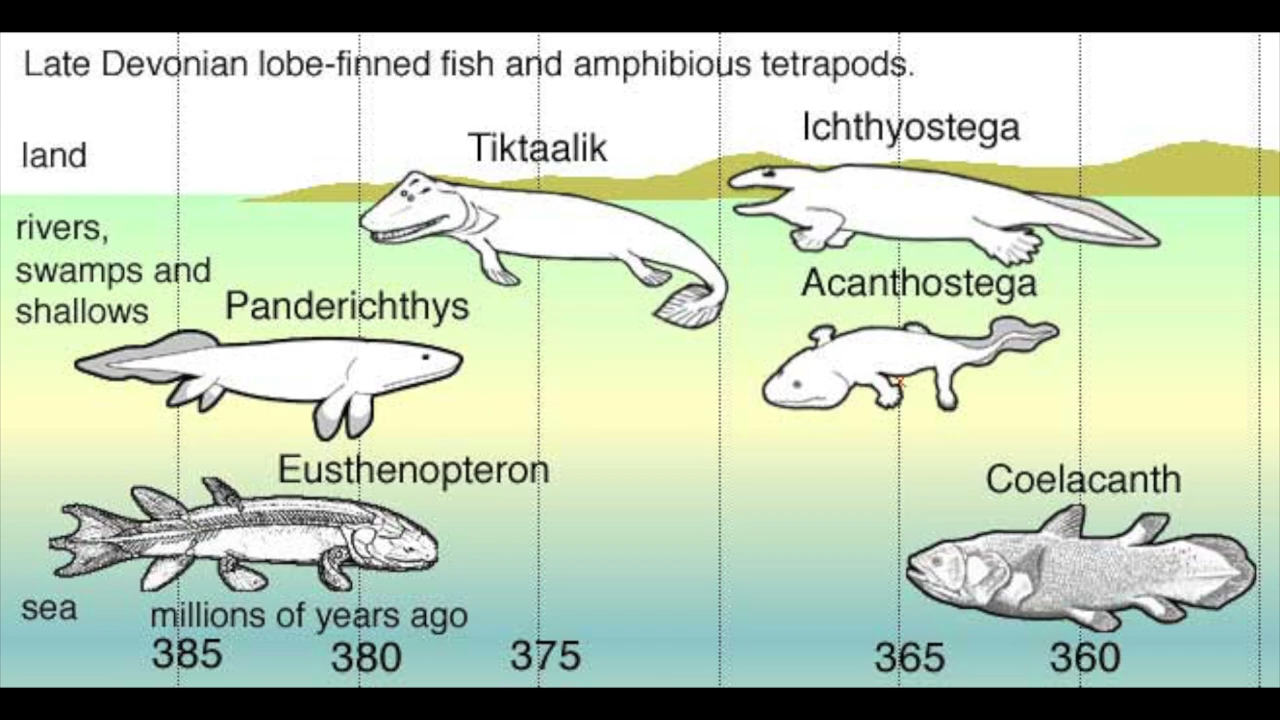 Late Devonian lobe-finned fish and amphibious tetrapods.
Ichthyostega
Tiktaalik
land
rivers,
swamps and
shallows
Panderichthys
Acanthostega
Eusthenopteron
Coelacanth
sea
millions of years ago
385 380 375 365 360